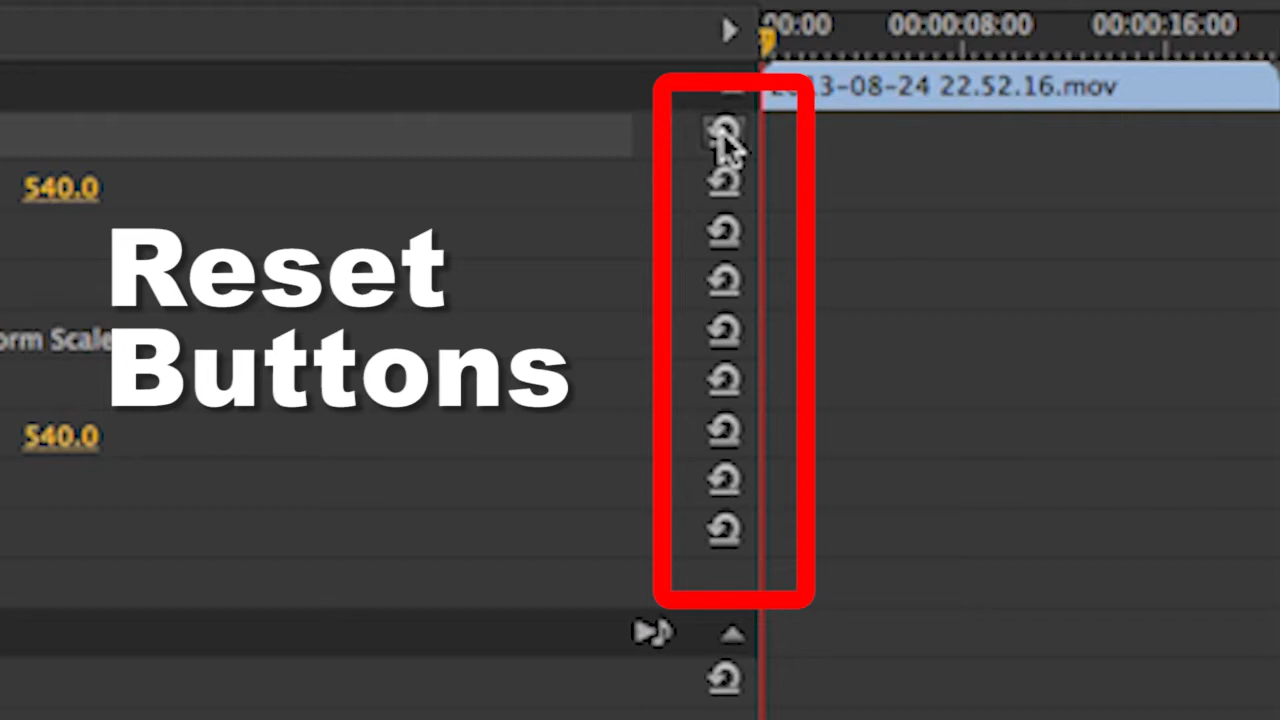 00:00 00:00:08:00 00:00:16:00
13-08-24 22.52.16.mov
540.0
Reset
orm Scale
Buttons
540.0